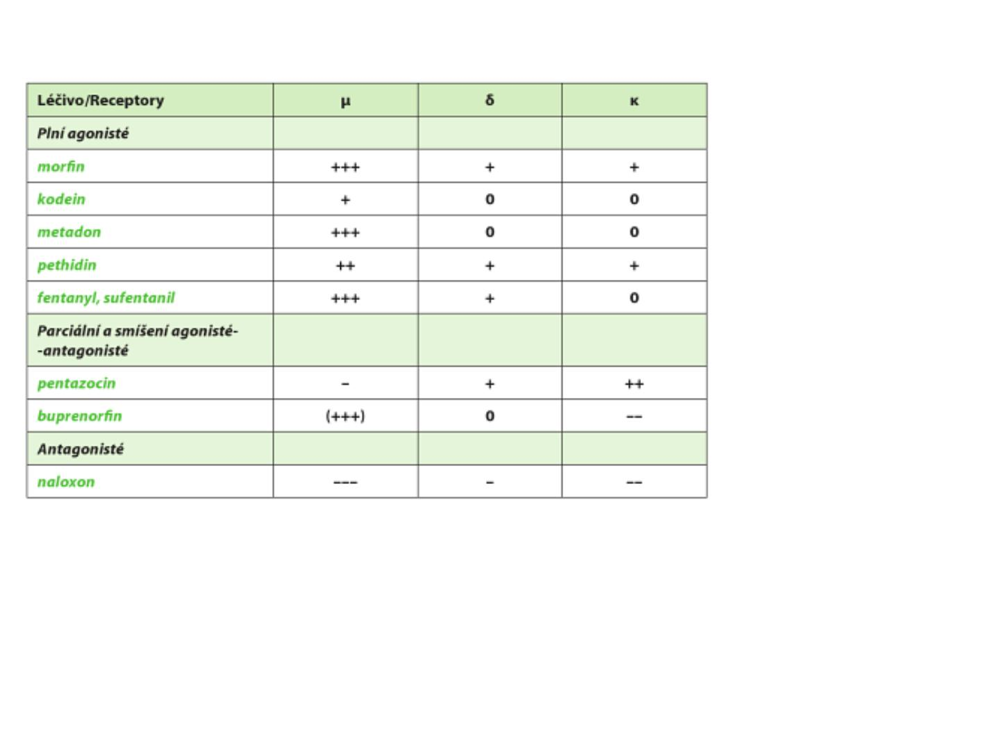 Léčivo/Receptory μ δ κ
Plní agonisté
morfin +++ + +
kodein + 0 0
metadon +++ 0 0
pethidin ++ + +
fentanyl, sufentanil +++ + 0
Parciální a smíšení agonisté-
-antagonisté
pentazocin – + ++
buprenorfin (+++) 0 ––
Antagonisté
naloxon ––– – ––